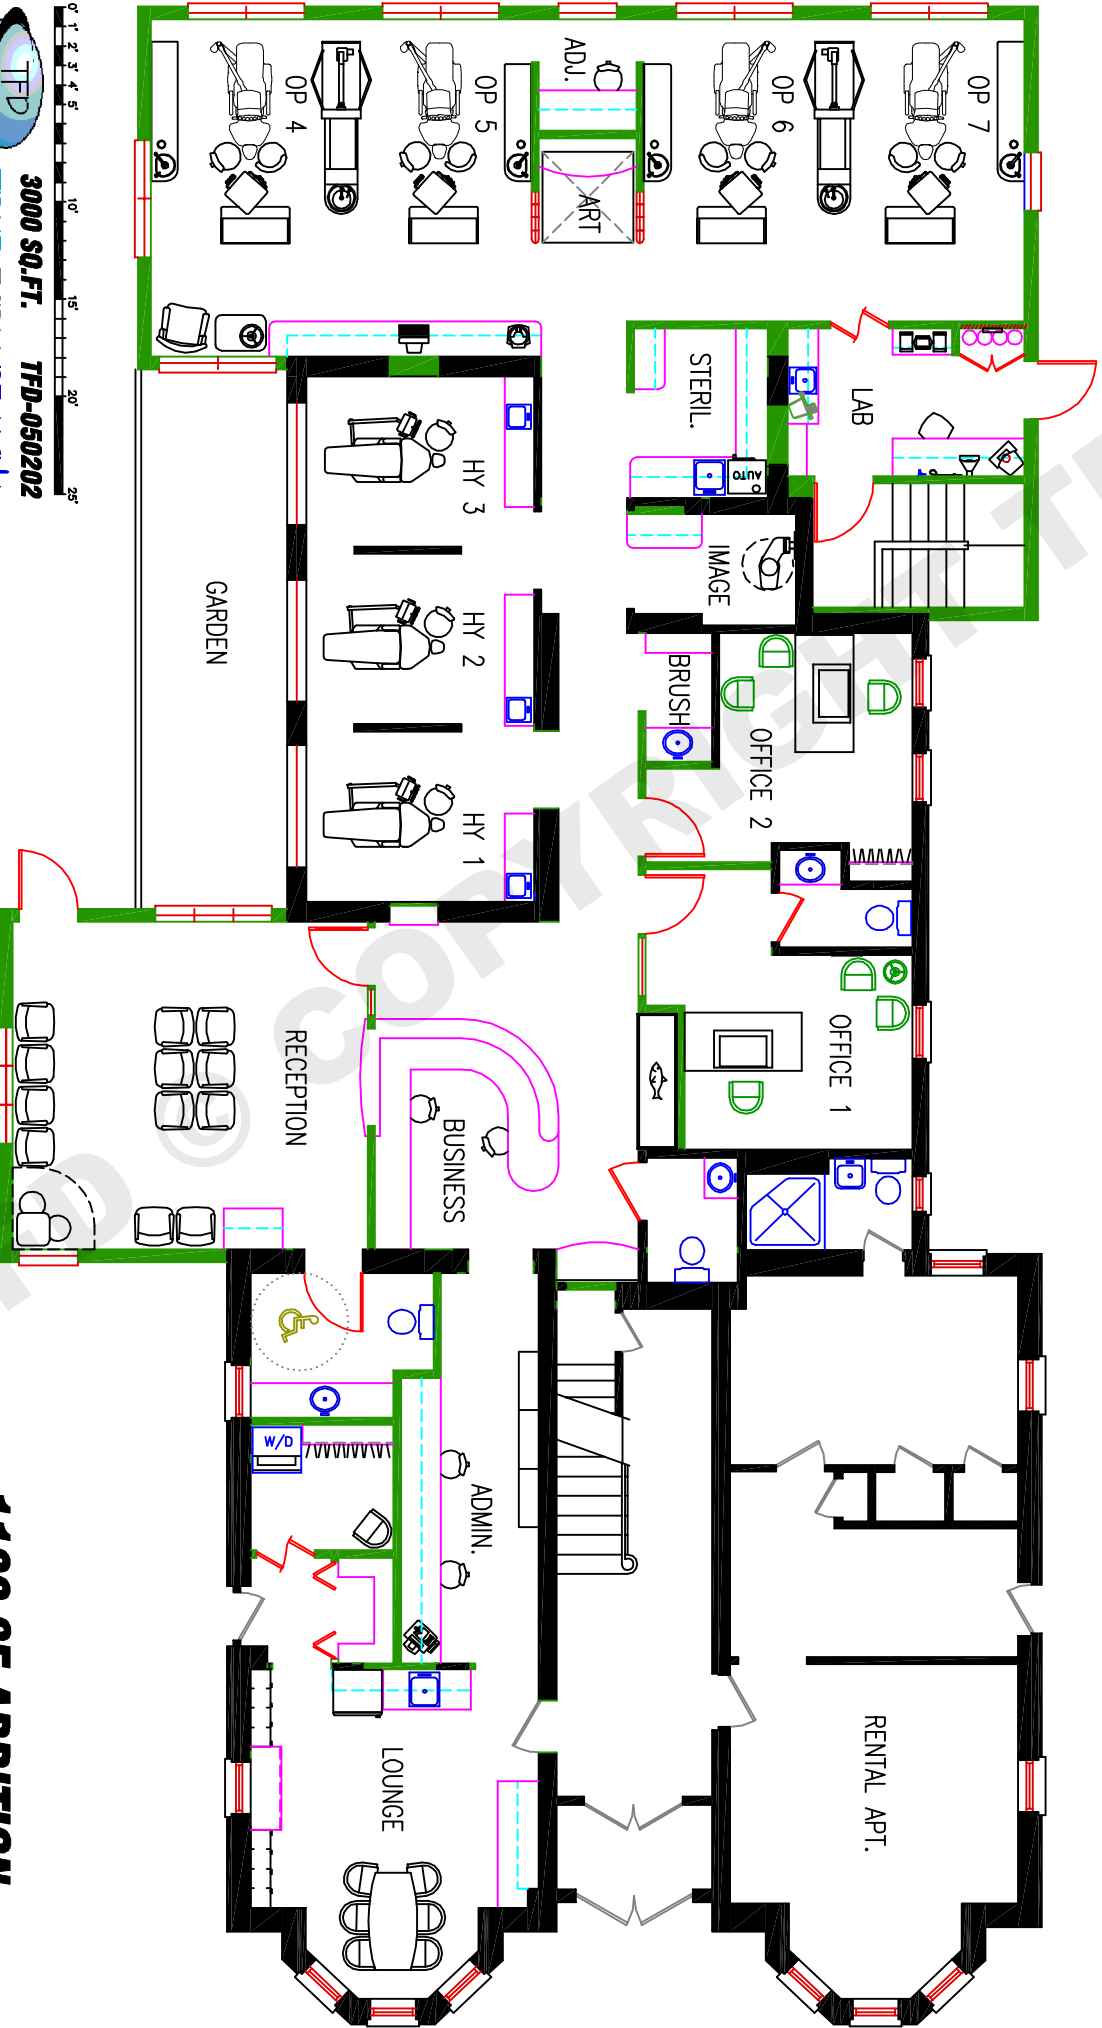 OP 7
OP 6
ADJ.
OP 5
OP 4
ART
LAB
STERIL.
AUTO
IMAGE
HY 3
HY 2
HY 1
BRUSH
OFFICE 2
OFFICE 1
GARDEN
RECEPTION
BUSINESS
ADMIN.
W/D
LOUNGE
RENTAL APT.
0' 1' 2' 3' 4' 5' 10' 15' 20' 25'
TFD
3000 SQ.FT. TFD-050202
© COPYRIGHT